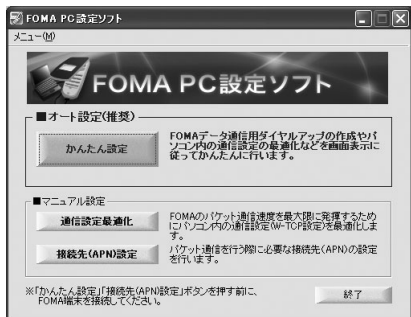 FOMA PC設定ソフト
メニュー(M)
FOMA PC設定ソフト
■オート設定(推奨)
かんたん設定
FOMAデータ通信用ダイヤルアップの作成やパ
ソコン内の通信設定の最適化などを画面表示に
従ってかんたんに行います。
■マニュアル設定
通信設定最適化
FOMAのパケット通信速度を最大限に発揮するため
にパソコン内の通信設定(W-TCP設定)を最適化しま
す。
接続先(APN)設定
パケット通信を行う際に必要な接続先(APN)の設定
を行います。
※「かんたん設定」「接続先(APN)設定」ボタンを押す前に、
FOMA端末を接続してください。
終了